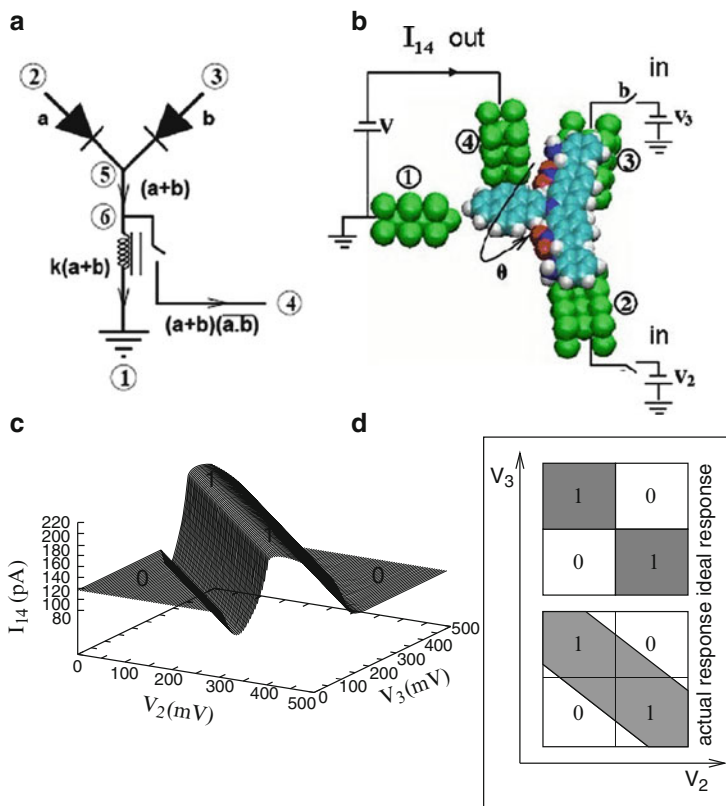 a
②
③
a
b
⑤
(a+b)
⑥
k(a+b)
④
(a+b)(a.b)
①
b
I14 out
in
b
V3
V
④
③
①
θ
②
in
V2
c
220
200
180
160
140
120
100
80
I14 (pA)
0
1
1
0
0
100
200
300
400
500
V2(mV)
0
100
200
300
400
500
V3(mV)
d
V3
1
0
0
1
ideal response
1
0
0
1
actual response
V2